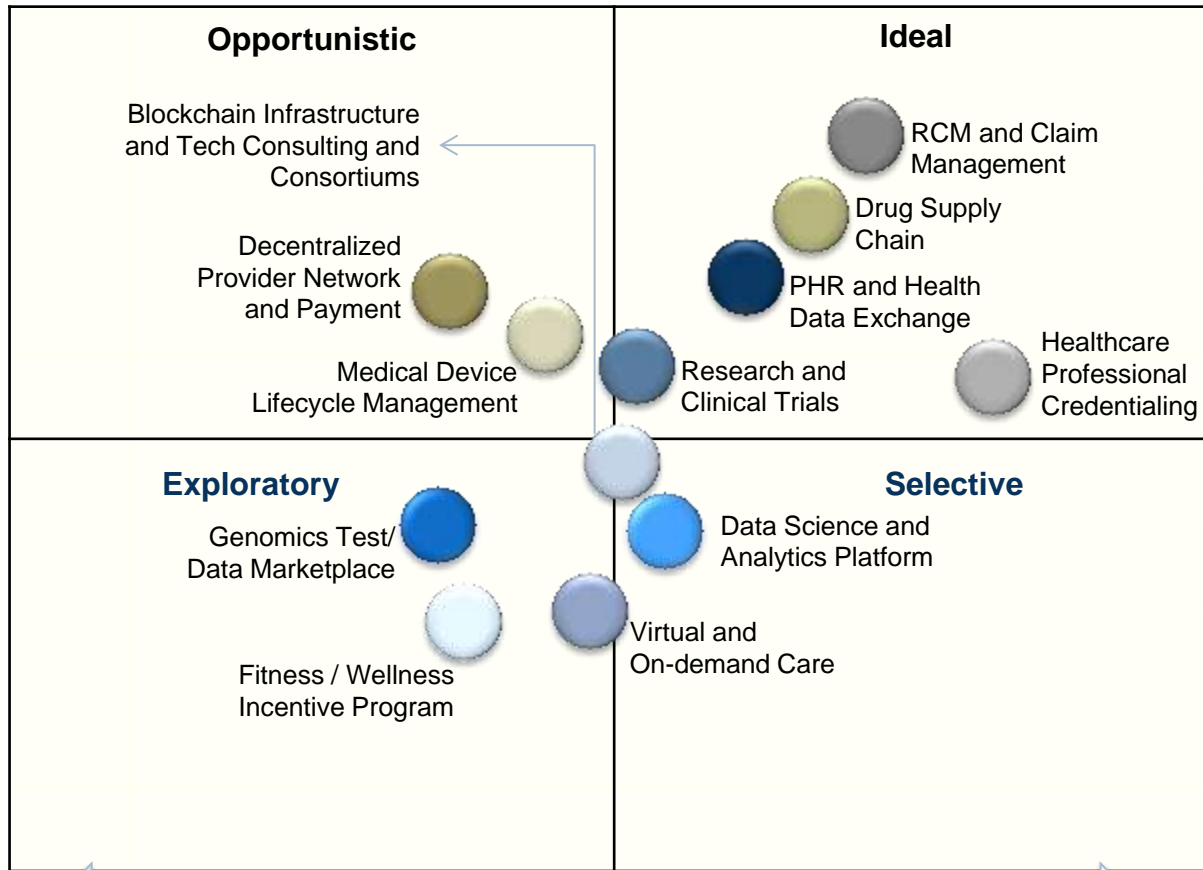 Opportunistic
Ideal
Blockchain Infrastructure
and Tech Consulting and
Consortiums
RCM and Claim
Management
Drug Supply
Chain
Decentralized
Provider Network
and Payment
PHR and Health
Data Exchange
Healthcare
Professional
Credentialing
Medical Device
Lifecycle Management
Research and
Clinical Trials
Exploratory
Selective
Genomics Test/
Data Marketplace
Data Science and
Analytics Platform
Virtual and
On-demand Care
Fitness / Wellness
Incentive Program